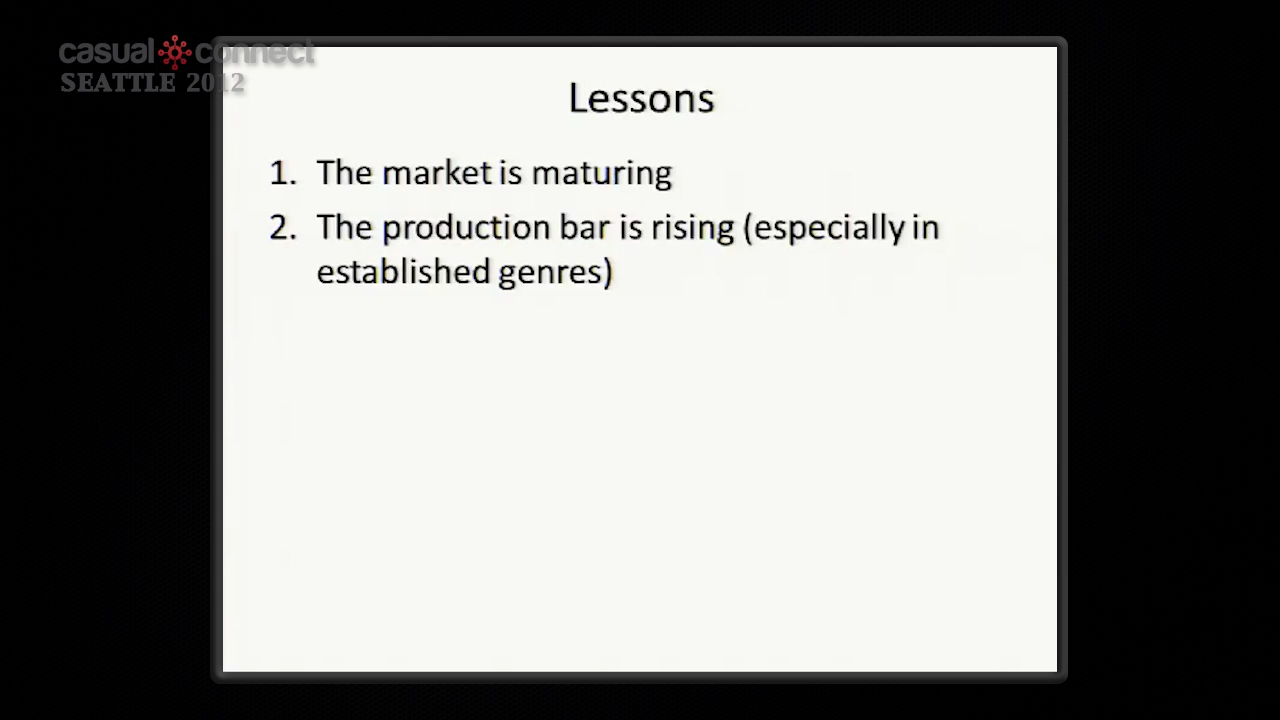 casual connect
SEATTLE 2012
Lessons
1. The market is maturing
2. The production bar is rising (especially in
established genres)